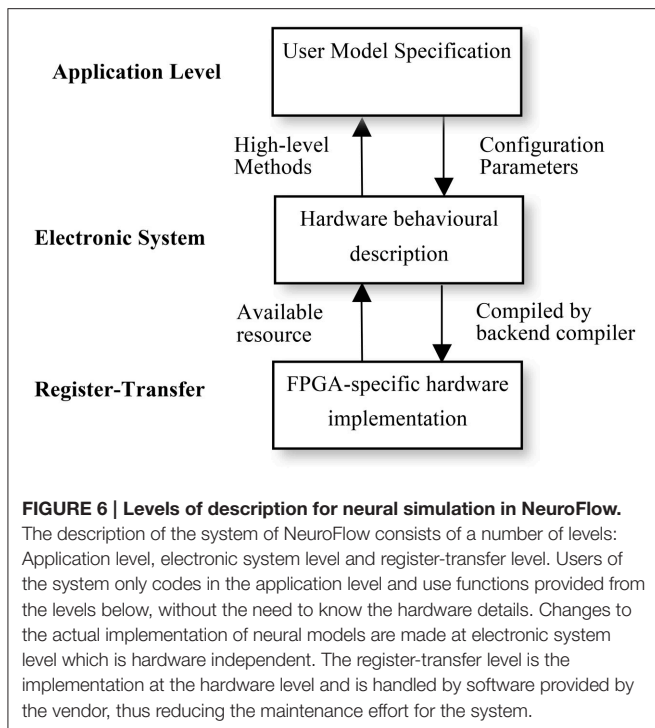 Application Level
User Model Specification
High-level
Methods
Configuration
Parameters
Electronic System
Hardware behavioural
description
Available
resource
Compiled by
backend compiler
Register-Transfer
FPGA-specific hardware
implementation
FIGURE 6 | Levels of description for neural simulation in NeuroFlow.
The description of the system of NeuroFlow consists of a number of levels:
Application level, electronic system level and register-transfer level. Users of
the system only codes in the application level and use functions provided from
the levels below, without the need to know the hardware details. Changes to
the actual implementation of neural models are made at electronic system
level which is hardware independent. The register-transfer level is the
implementation at the hardware level and is handled by software provided by
the vendor, thus reducing the maintenance effort for the system.